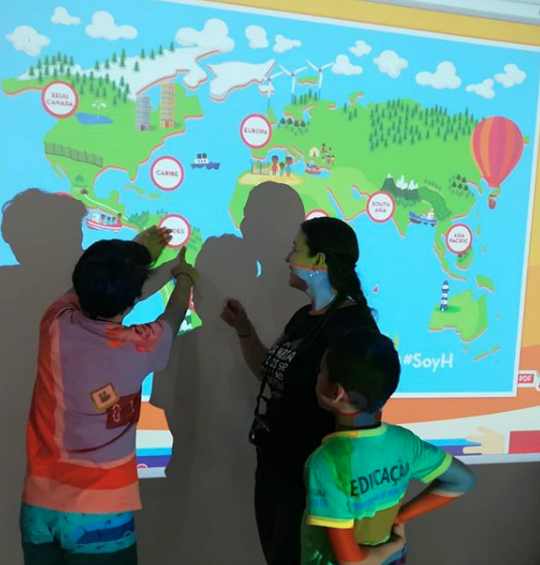 EEUU
CANADA
EUROPA
CARIBE
SOUTH
ASIA
ASIA
PACIFIC
#SoyH
PDF
EDUCAÇÃO